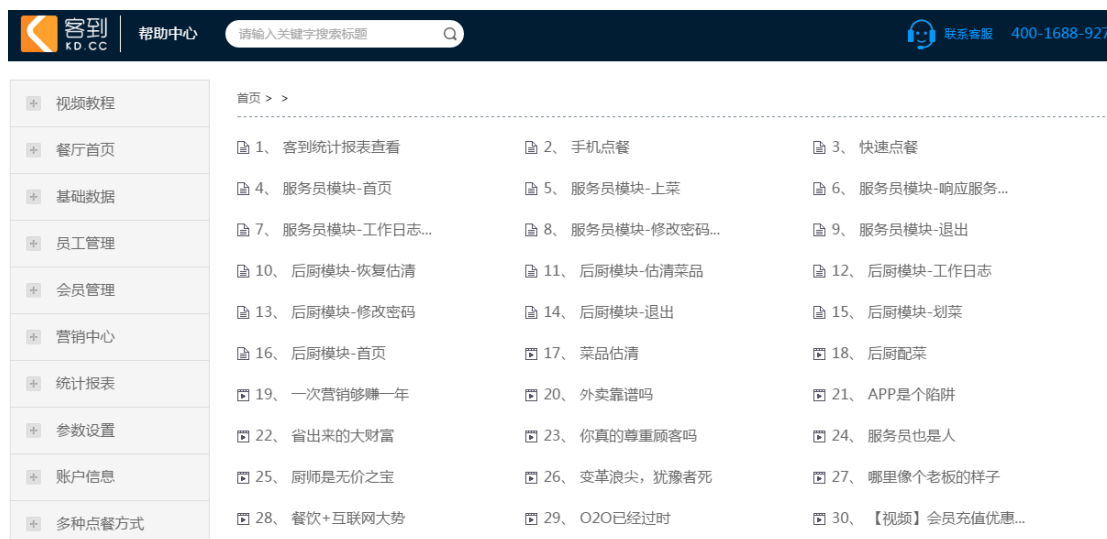 客到 KD.CC 帮助中心 请输入关键字搜索标题 联系客服 400-1688-927
首页 > >
视频教程
餐厅首页
基础数据
员工管理
会员管理
营销中心
统计报表
参数设置
账户信息
多种点餐方式
1、 客到统计报表查看 2、 手机点餐 3、 快速点餐
4、 服务员模块-首页 5、 服务员模块-上菜 6、 服务员模块-响应服务...
7、 服务员模块-工作日志... 8、 服务员模块-修改密码... 9、 服务员模块-退出
10、 后厨模块-恢复估清 11、 后厨模块-估清菜品 12、 后厨模块-工作日志
13、 后厨模块-修改密码 14、 后厨模块-退出 15、 后厨模块-划菜
16、 后厨模块-首页 17、 菜品估清 18、 后厨配菜
19、 一次营销够赚一年 20、 外卖靠谱吗 21、 APP是个陷阱
22、 省出来的大财富 23、 你真的尊重顾客吗 24、 服务员也是人
25、 厨师是无价之宝 26、 变革浪尖，犹豫者死 27、 哪里像个老板的样子
28、 餐饮+互联网大势 29、 O2O已经过时 30、 【视频】会员充值优惠...